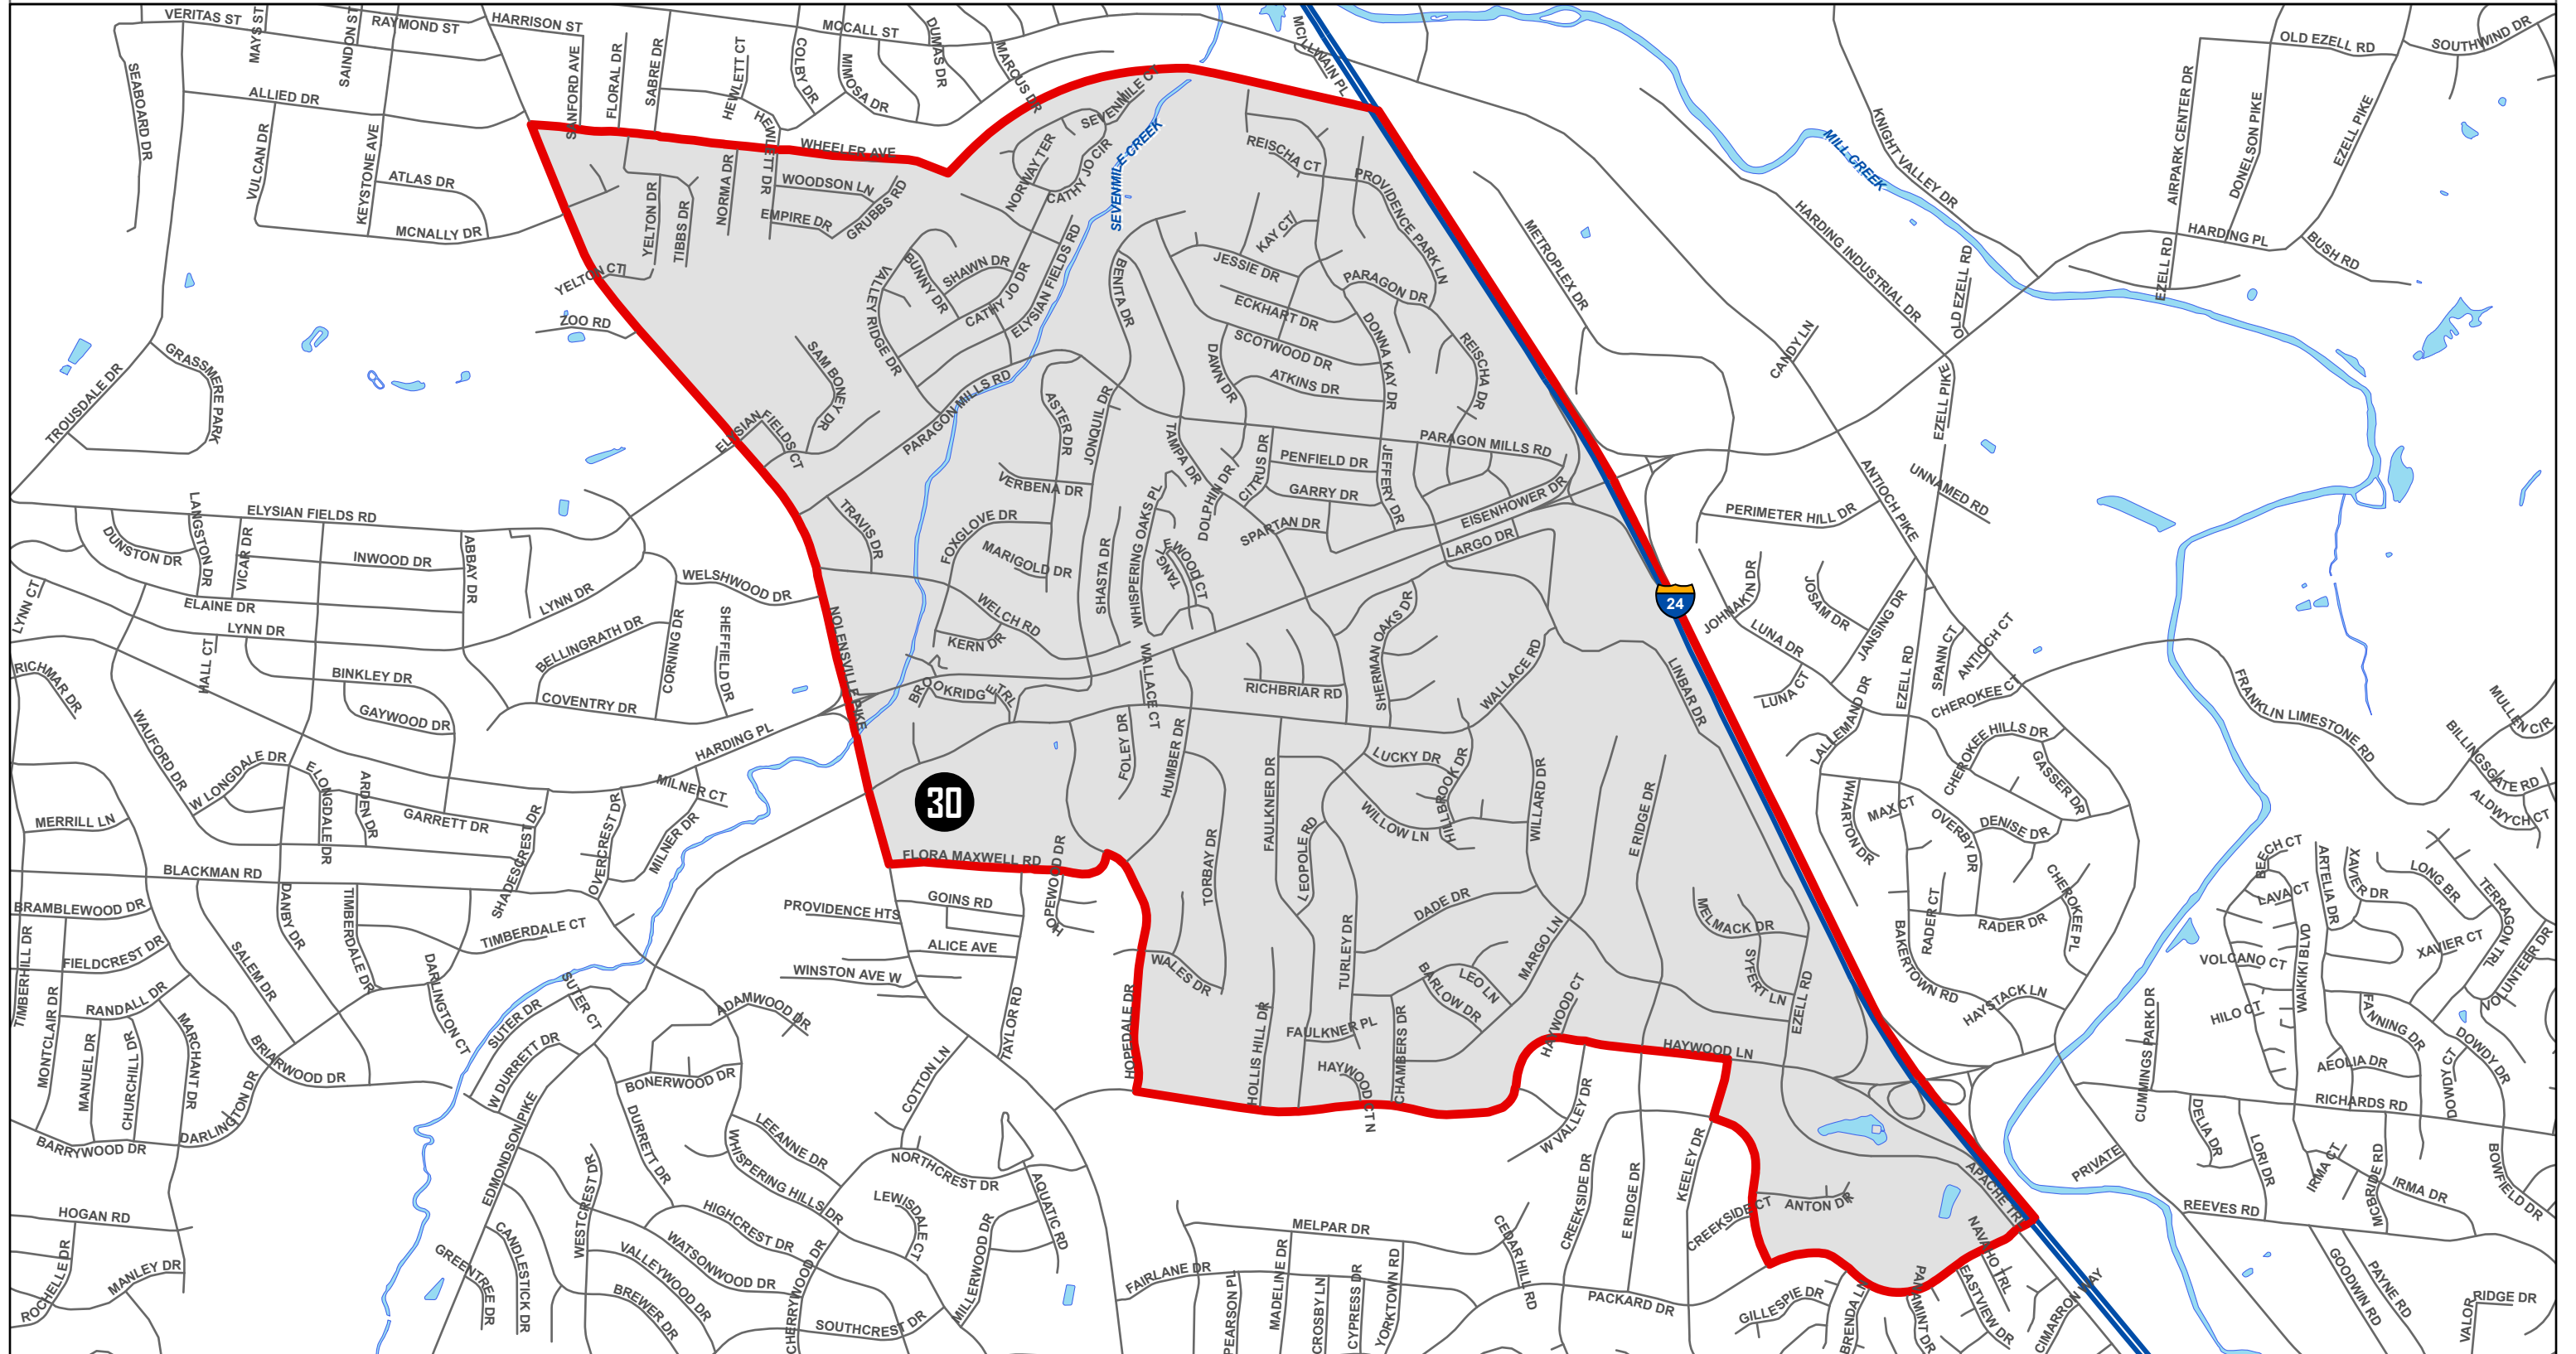 VERITAS ST
MAYS ST
SAINDON ST
RAYMOND ST
HARRISON ST
MCCALL ST
DUMAS DR
MARCUS DR
MCILLWAIN PL
OLD EZELL RD
SOUTHWIND DR
SEABOARD DR
ALLIED DR
VULCAN DR
KEYSTONE AVE
ATLAS DR
MCNALLY DR
SANFORD AVE
FLORAL DR
SABRE DR
HEWLETT CT
HEWLETT DR
COLBY DR
MIMOSA DR
WHEELER AVE
SEVENMILE CT
SEVENMILE CREEK
NORWAY TER
CATHY JO CIR
REISCHA CT
PROVIDENCE PARK LN
MILL CREEK
KNIGHT VALLEY DR
AIRPARK CENTER DR
DONELSON PIKE
EZELL PIKE
HARDING PL
BUSH RD
EZELL RD
HARDING INDUSTRIAL DR
OLD EZELL RD
METROPLEX DR
CANDY LN
EZELL PIKE
YELTON DR
TIBBS DR
NORMA DR
WOODSON LN
EMPIRE DR
GRUBBS RD
YELTON CT
ZOO RD
BUNNY DR
SHAWN DR
CATHY JO DR
ELYSIAN FIELDS RD
VALLEY RIDGE DR
BENITA DR
JESSIE DR
KAY CT
ECKHART DR
PARAGON DR
SCOTWOOD DR
DAWN DR
ATKINS DR
DONNA KAY DR
REISCHA DR
TROUSDALE DR
GRASSMERE PARK
SAM BONEY DR
PARAGON MILLS RD
ELYSIAN FIELDS CT
ASTER DR
JONQUIL DR
TAMPA DR
VERBENA DR
CITRUS DR
DOLPHIN DR
PENFIELD DR
GARRY DR
JEFFERY DR
PARAGON MILLS RD
EISENHOWER DR
LARGO DR
SPARTAN DR
TRAVIS DR
FOXGLOVE DR
MARIGOLD DR
SHASTA DR
WHISPERING OAKS PL
TANGLEWOOD CT
WELCH RD
KERN DR
BROOKRIDGE TRL
NOLENSVILLE PIKE
ANTIOCH PIKE
UNNAMED RD
PERIMETER HILL DR
24
JOHNAKIN DR
JOSAM DR
LUNA DR
LUNA CT
JANSING DR
LALLEMAND DR
EZELL RD
SPANN CT
ANTIOCH CT
CHEROKEE CT
CHEROKEE HILLS DR
GASSER DR
FRANKLIN LIMESTONE RD
MULLEN CIR
BILLINGSGATE RD
ALDWYCH CT
ELYSIAN FIELDS RD
DUNSTON DR
LANGSTON DR
VICAR DR
INWOOD DR
ABBAY DR
LYNN CT
ELAINE DR
LYNN DR
LYNN DR
WELSHWOOD DR
HALL CT
BELLINGRATH DR
CORNING DR
SHEFFIELD DR
RICHMAR DR
BINKLEY DR
GAYWOOD DR
COVENTRY DR
WAUFORD DR
HARDING PL
W LONGDALE DR
E LONGDALE DR
ARDEN DR
GARRETT DR
MILNER CT
MILNER DR
MERRILL LN
BLACKMAN RD
SHADESCREST DR
OVERCREST DR
WALLACE CT
WALLACE RD
RICHBRIAR RD
SHERMAN OAKS DR
FOLEY DR
HUMBER DR
FAULKNER DR
LUCKY DR
HILLBROOK DR
WILLOW LN
WILLARD DR
LINBAR DR
E RIDGE DR
30
FLORA MAXWELL RD
HOPEWOOD DR
TORBAY DR
LEOPOLE RD
DADE DR
TURLEY DR
MARGO LN
MELMACK DR
SYFERT LN
EZELL RD
WHARTON DR
MAX CT
OVERBY DR
DENISE DR
RADER CT
RADER DR
CHEROKEE PL
BAKERTOWN RD
HAYSTACK LN
BEECH CT
LAVA CT
ARTELIA DR
XAVIER DR
LONG BR
TERRAGON TRL
XAVIER CT
VOLUNTEER DR
VOLCANO CT
WAIKIKI BLVD
HILO CT
FANNING DR
DOWDY DR
DOWDY CT
AEOLIA DR
CUMMINGS PARK DR
RICHARDS RD
BRAMBLEWOOD DR
FIELDCREST DR
TIMBERHILL DR
MONTCLAIR DR
RANDALL DR
MANUEL DR
CHURCHILL DR
MARCHANT DR
SALEM DR
DANBY DR
TIMBERDALE DR
TIMBERDALE CT
DARLINGTON CT
BRIARWOOD DR
DARLINGTON DR
BARRYWOOD DR
SUTER DR
SUTER CT
W DURRETT DR
ADAMWOOD DR
BONERWOOD DR
PROVIDENCE HTS
GOINS RD
ALICE AVE
WINSTON AVE W
TAYLOR RD
COTTON LN
WALES DR
HOPEDALE DR
HOLLIS HILL DR
FAULKNER PL
HAYWOOD CT N
CHAMBERS DR
BARLOW DR
LEO LN
HAYWOOD CT
HAYWOOD LN
W VALLEY DR
CREEKSIDE DR
E RIDGE DR
KEELEY DR
CREEKSIDE CT
ANTON DR
APACHE TRL
NAVAHO TRL
EASTVIEW DR
CIMARRON WAY
PANAMINT DR
BRENDA LN
GILLESPIE DR
PACKARD DR
CEDAR HILL RD
MELPAR DR
FAIRLANE DR
PEARSON PL
MADELINE DR
CROSBY LN
CYPRESS DR
YORKTOWN RD
PRIVATE
DELIA DR
LORI DR
IRMA CT
MCBRIDE RD
IRMA DR
BOWFIELD DR
REEVES RD
GOODWIN RD
PAYNE RD
VALOR
RIDGE DR
EDMONDSON PIKE
DURRETT DR
WESTCREST DR
LEEANNE DR
WHISPERING HILLS DR
NORTHCREST DR
LEWISDALE CT
AQUATIC RD
MILLERWOOD DR
HIGHCREST DR
WATSONWOOD DR
VALLEYWOOD DR
BREWER DR
CHERRYWOOD DR
SOUTHCREST DR
CANDLESTICK DR
GREENTREE DR
HOGAN RD
ROCHELLE DR
MANLEY DR